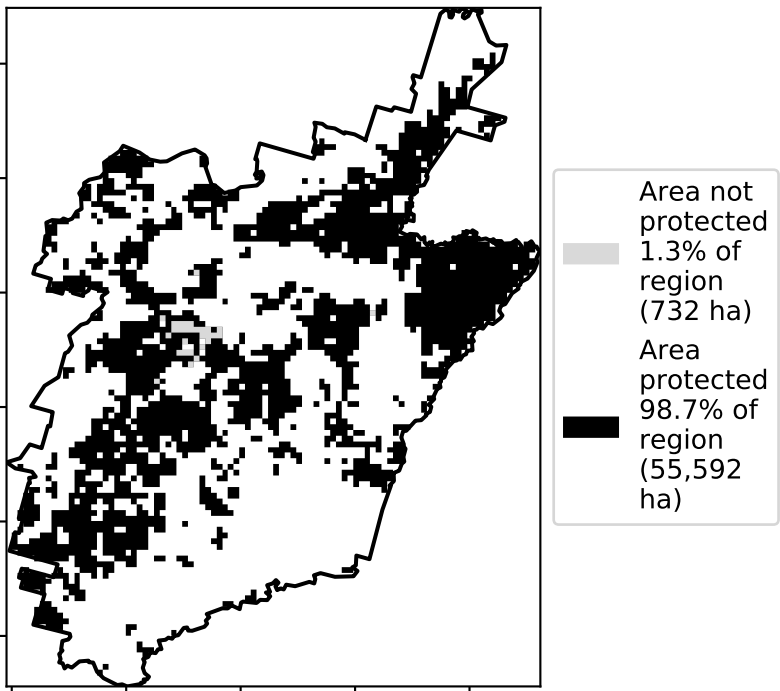 Area not
protected
1.3% of
region
(732 ha)
Area
protected
98.7% of
region
(55,592
ha)